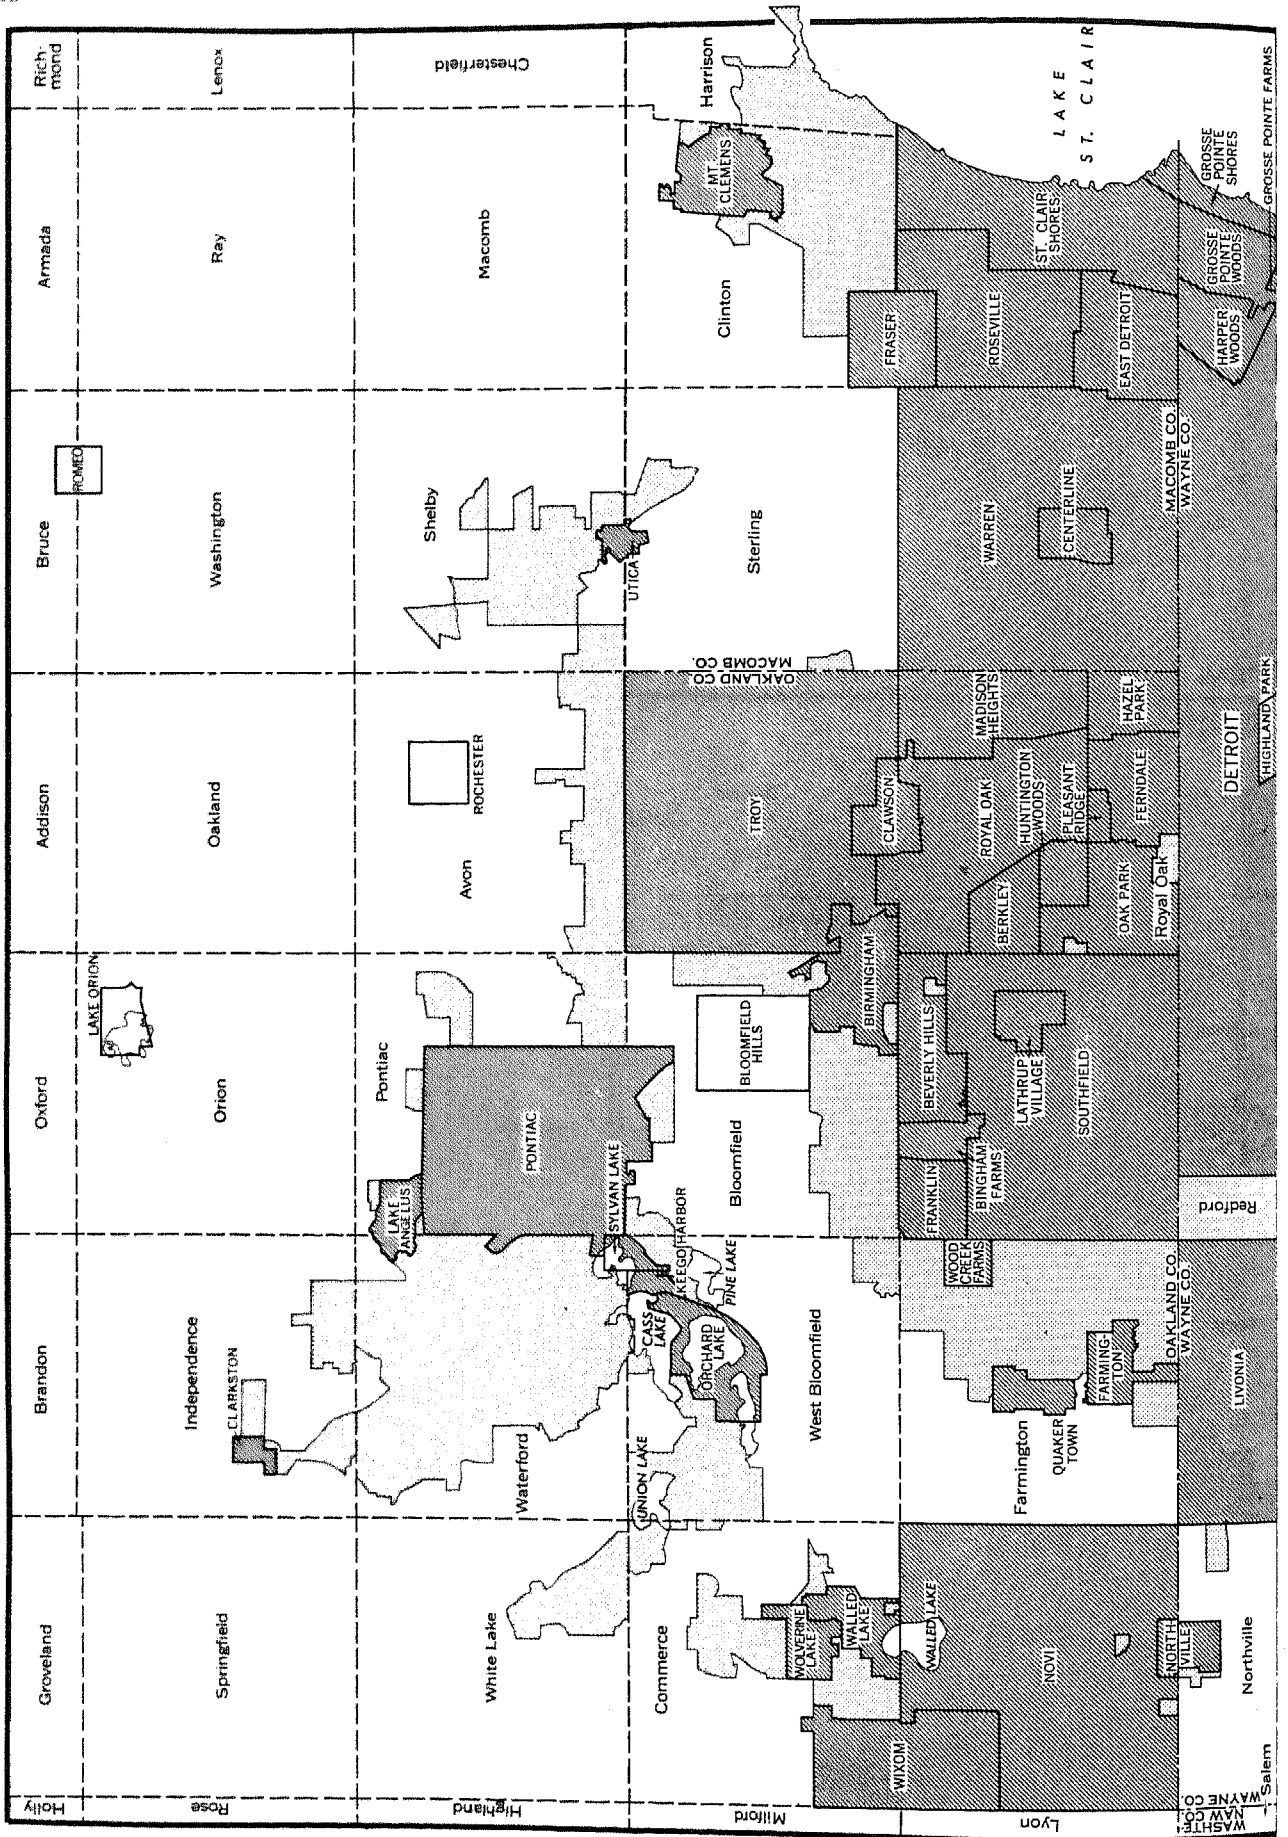 Holly
Groveland
Brandon
Oxford
Addison
Bruce
Armada
Rich-
mond
Rose
Springfield
Independence
CLARKSTON
Orion
LAKE ORION
Oakland
Washington
ROMEO
Ray
Lenox
Highland
White Lake
Waterford
Pontiac
LAKE
ANGELUS
PONTIAC
Avon
ROCHESTER
Shelby
Macomb
Chesterfield
Milford
Commerce
UNION LAKE
CASS
LAKE
SYLVAN LAKE
KEEGO HARBOR
ORCHARD
LAKE
PINE LAKE
West Bloomfield
Bloomfield
BLOOMFIELD
HILLS
BIRMINGHAM
TROY
CLAWSON
OAKLAND CO.
MACOMB CO.
UTICA
Sterling
Clinton
MT.
CLEMENS
Harrison
FRASER
WOLVERINE
LAKE
WALLED
LAKE
WIXOM
Lyon
NOVI
WALLED LAKE
Farmington
QUAKER
TOWN
FARMING-
TON
WOOD
CREEK
FARMS
FRANKLIN
BINGHAM
FARMS
BEVERLY HILLS
LATHRUP
VILLAGE
SOUTHFIELD
BERKLEY
ROYAL OAK
HUNTINGTON
WOODS
PLEASANT
RIDGE
OAK PARK
Royal Oak
FERNDALE
MADISON
HEIGHTS
HAZEL
PARK
WARREN
CENTERLINE
ROSEVILLE
EAST DETROIT
ST. CLAIR
SHORES
LAKE
ST. CLAIR
WASHTE-
NAW CO.
WAYNE CO.
Salem
NORTH
VILLE
Northville
OAKLAND CO.
WAYNE CO.
LIVONIA
Redford
DETROIT
HIGHLAND PARK
MACOMB CO.
WAYNE CO.
HARPER
WOODS
GROSSE
POINTE
WOODS
GROSSE
POINTE
SHORES
GROSSE POINTE FARMS